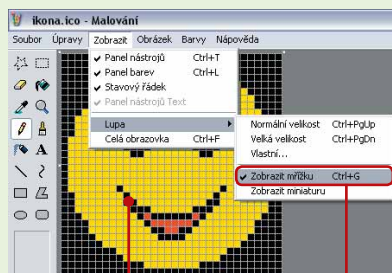 ikona.ico - Malování
Soubor Úpravy Zobrazit Obrázek Barvy Nápověda
Panel nástrojů Ctrl+T
Panel barev Ctrl+L
Stavový řádek
Panel nástrojů Text
Lupa
Celá obrazovka Ctrl+F
Normální velikost Ctrl+PgUp
Velká velikost Ctrl+PgDn
Vlastní...
Zobrazit mřížku Ctrl+G
Zobrazit miniaturu
A